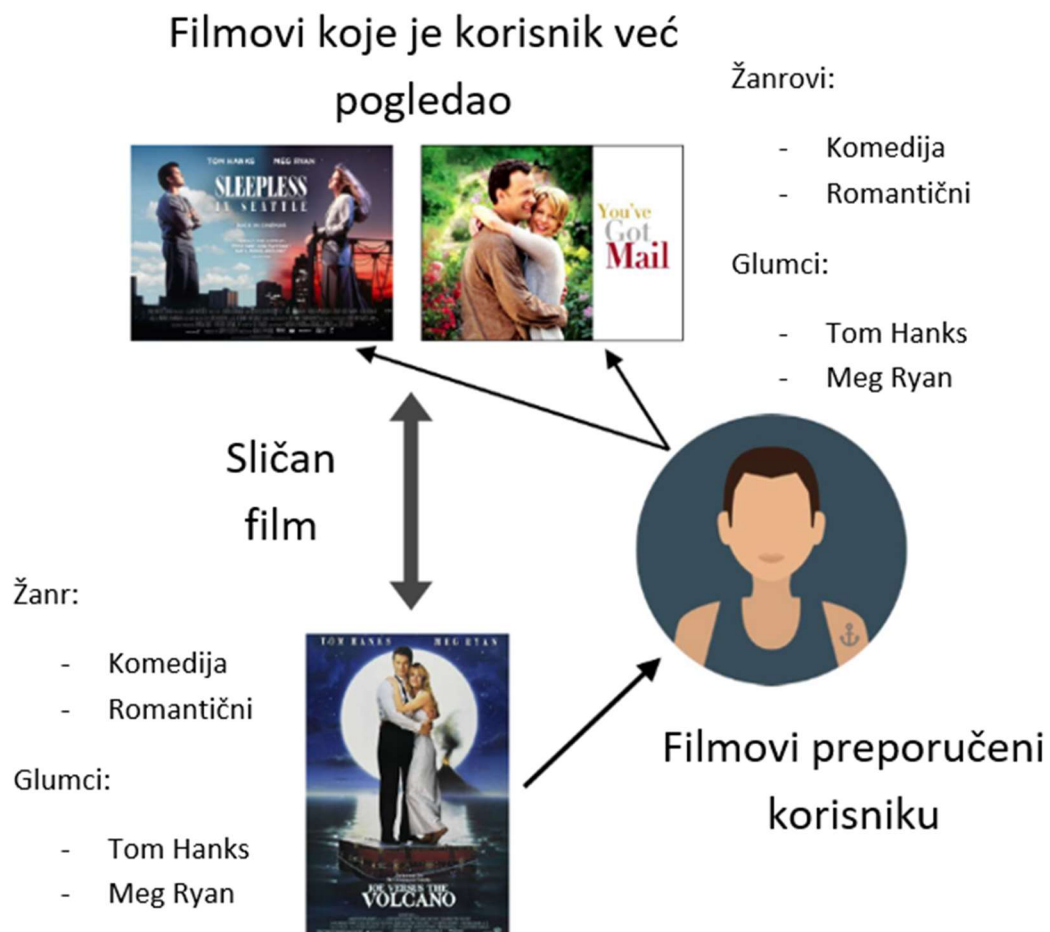 Filmovi koje je korisnik već
pogledao
Žanrovi:
- Komedija
- Romantični
Glumci:
- Tom Hanks
- Meg Ryan
TOM HANKS MEG RYAN
SLEEPLESS
IN SEATTLE
You've
Got
Mail
Sličan
film
Žanr:
- Komedija
- Romantični
Glumci:
- Tom Hanks
- Meg Ryan
TOM HANKS MEG RYAN
JOE VERSUS THE
VOLCANO
Filmovi preporučeni
korisniku